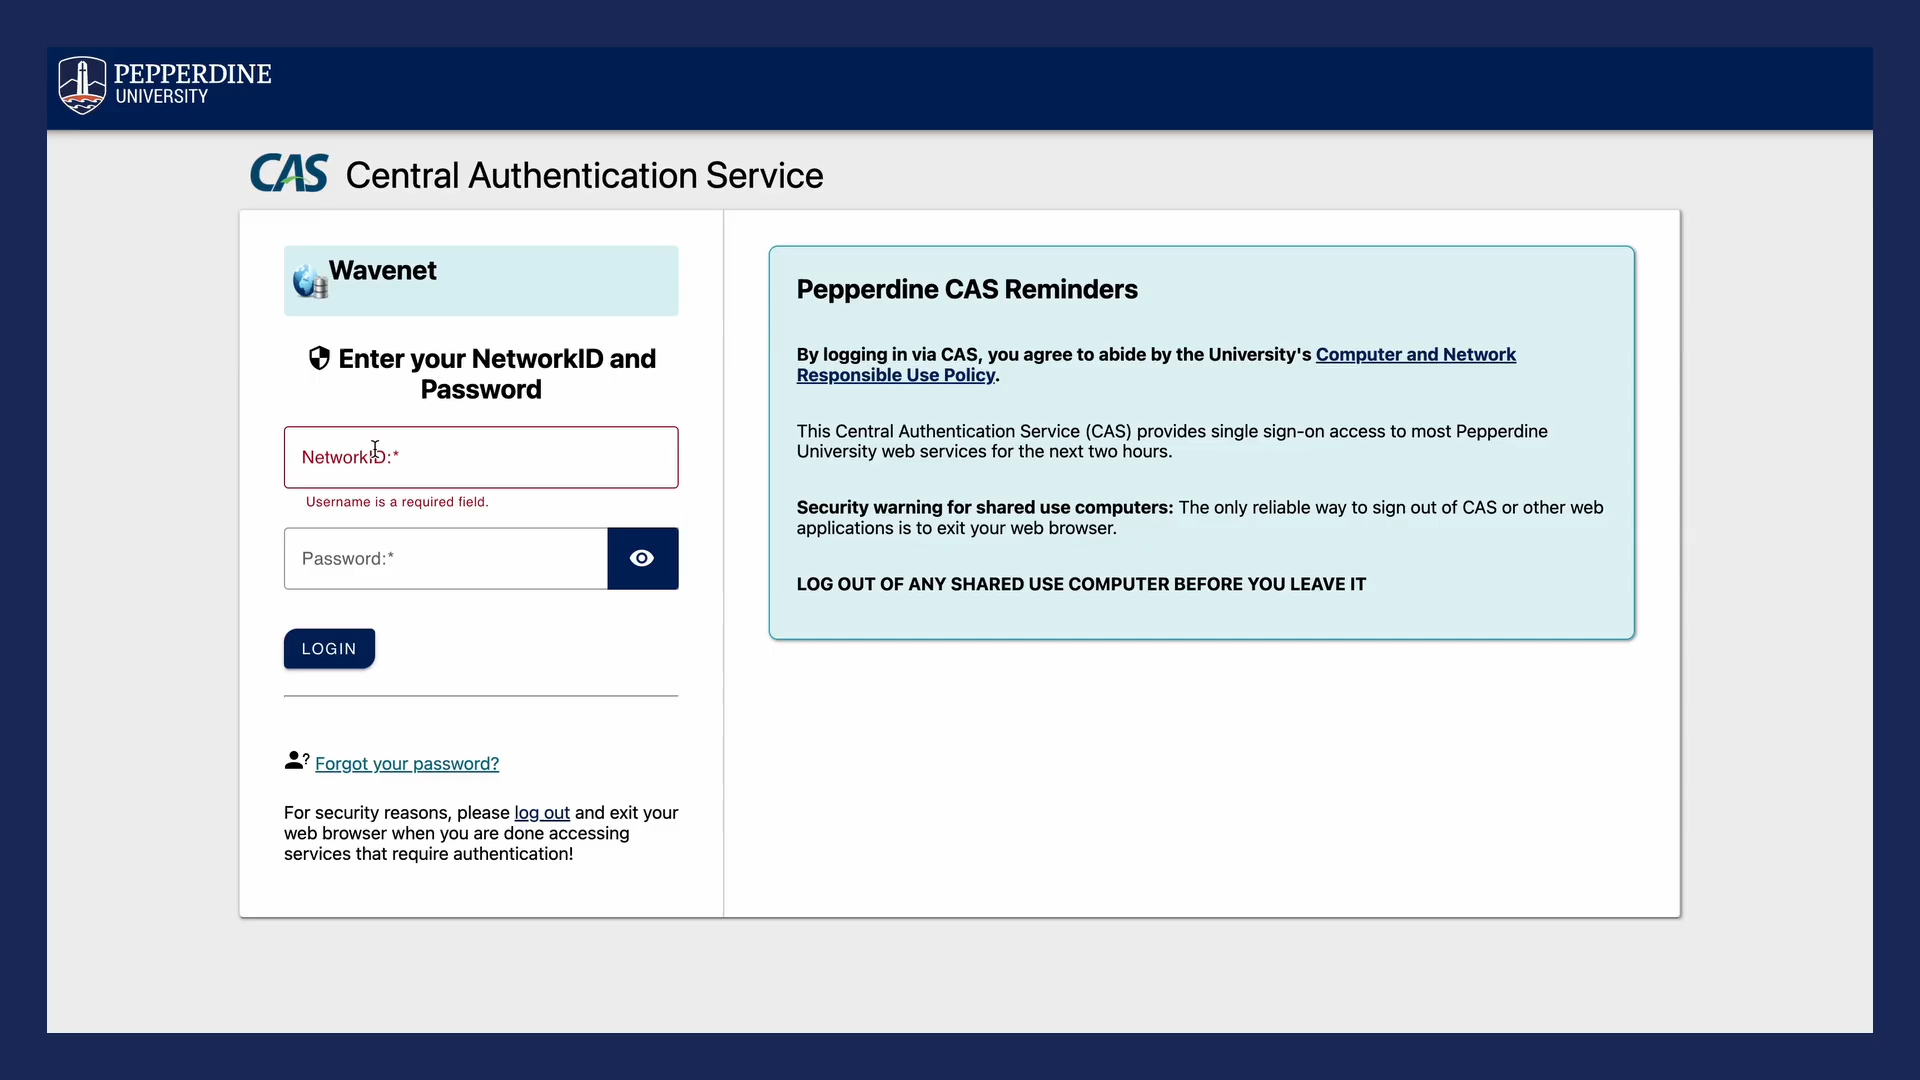 PEPPERDINE
UNIVERSITY
CAS Central Authentication Service
Wavenet
Enter your NetworkID and
Password
NetworkID:*
Username is a required field.
Password:*
LOGIN
Forgot your password?
For security reasons, please log out and exit your
web browser when you are done accessing
services that require authentication!
Pepperdine CAS Reminders
By logging in via CAS, you agree to abide by the University's Computer and Network
Responsible Use Policy.
This Central Authentication Service (CAS) provides single sign-on access to most Pepperdine
University web services for the next two hours.
Security warning for shared use computers: The only reliable way to sign out of CAS or other web
applications is to exit your web browser.
LOG OUT OF ANY SHARED USE COMPUTER BEFORE YOU LEAVE IT